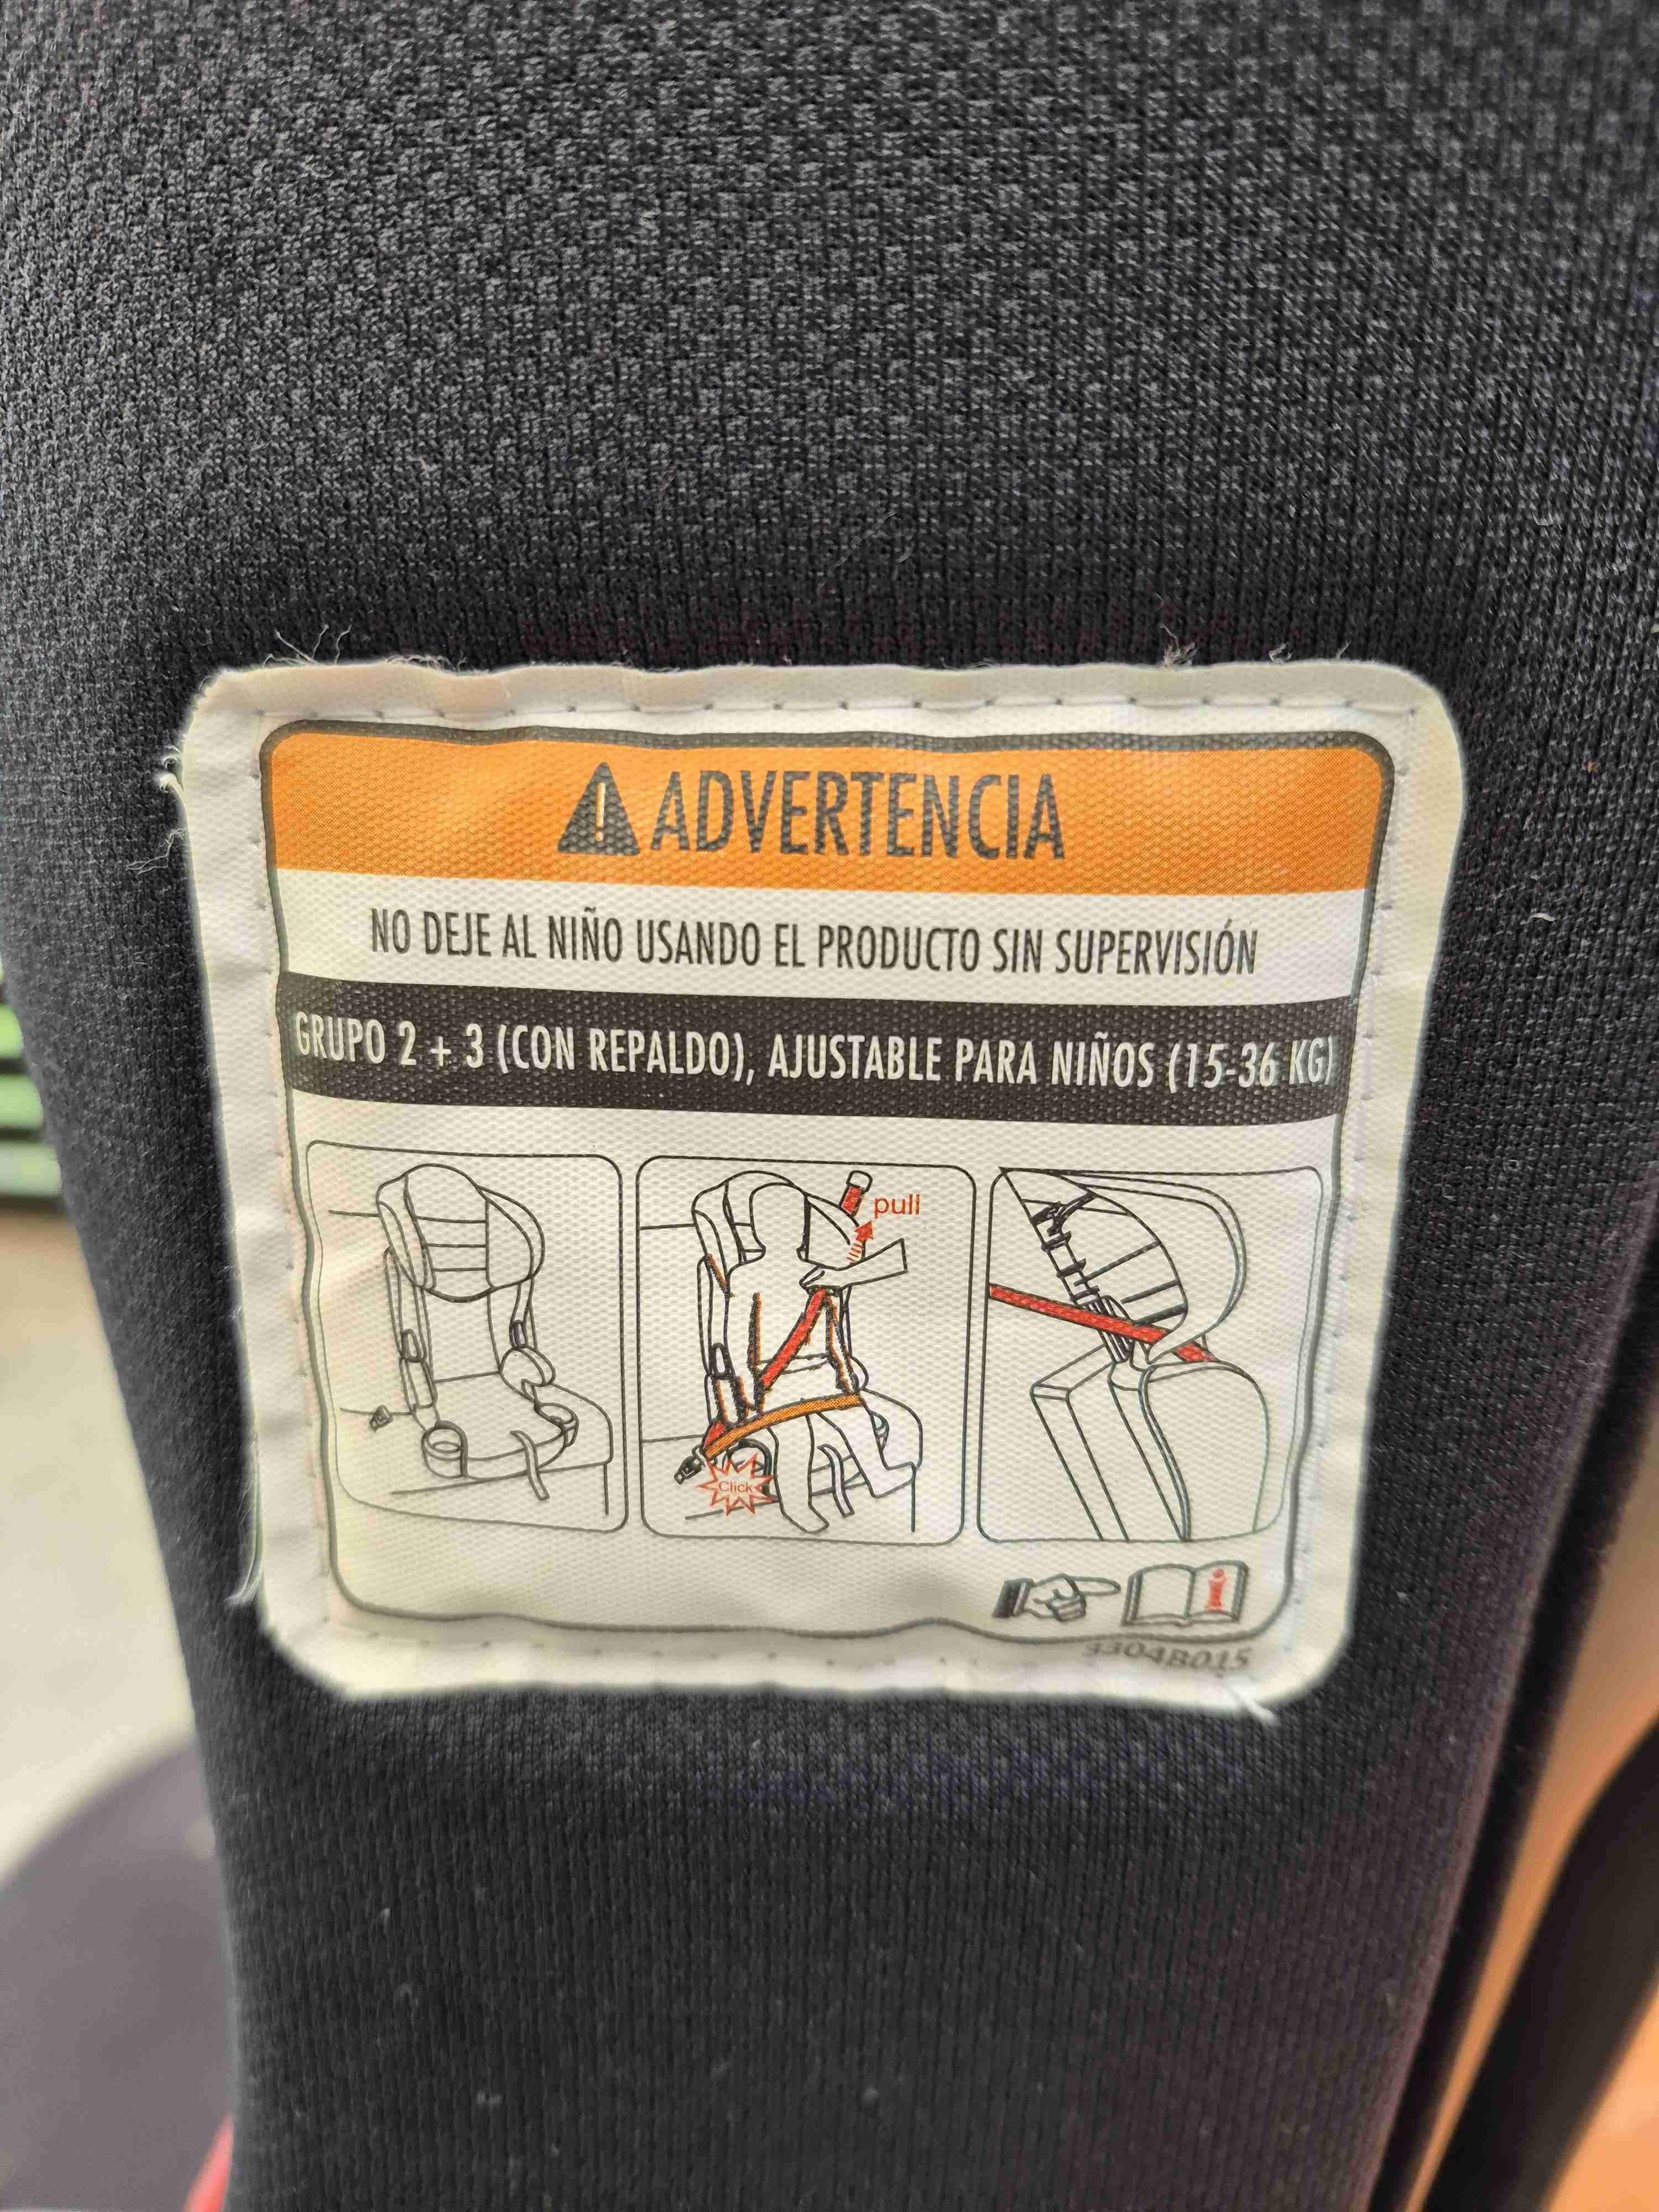 ADVERTENCIA
NO DEJE AL NIÑO USANDO EL PRODUCTO SIN SUPERVISIÓN
GRUPO 2 + 3 (CON REPALDO), AJUSTABLE PARA NIÑOS (15-36 KG)
pull
Click
3304B015